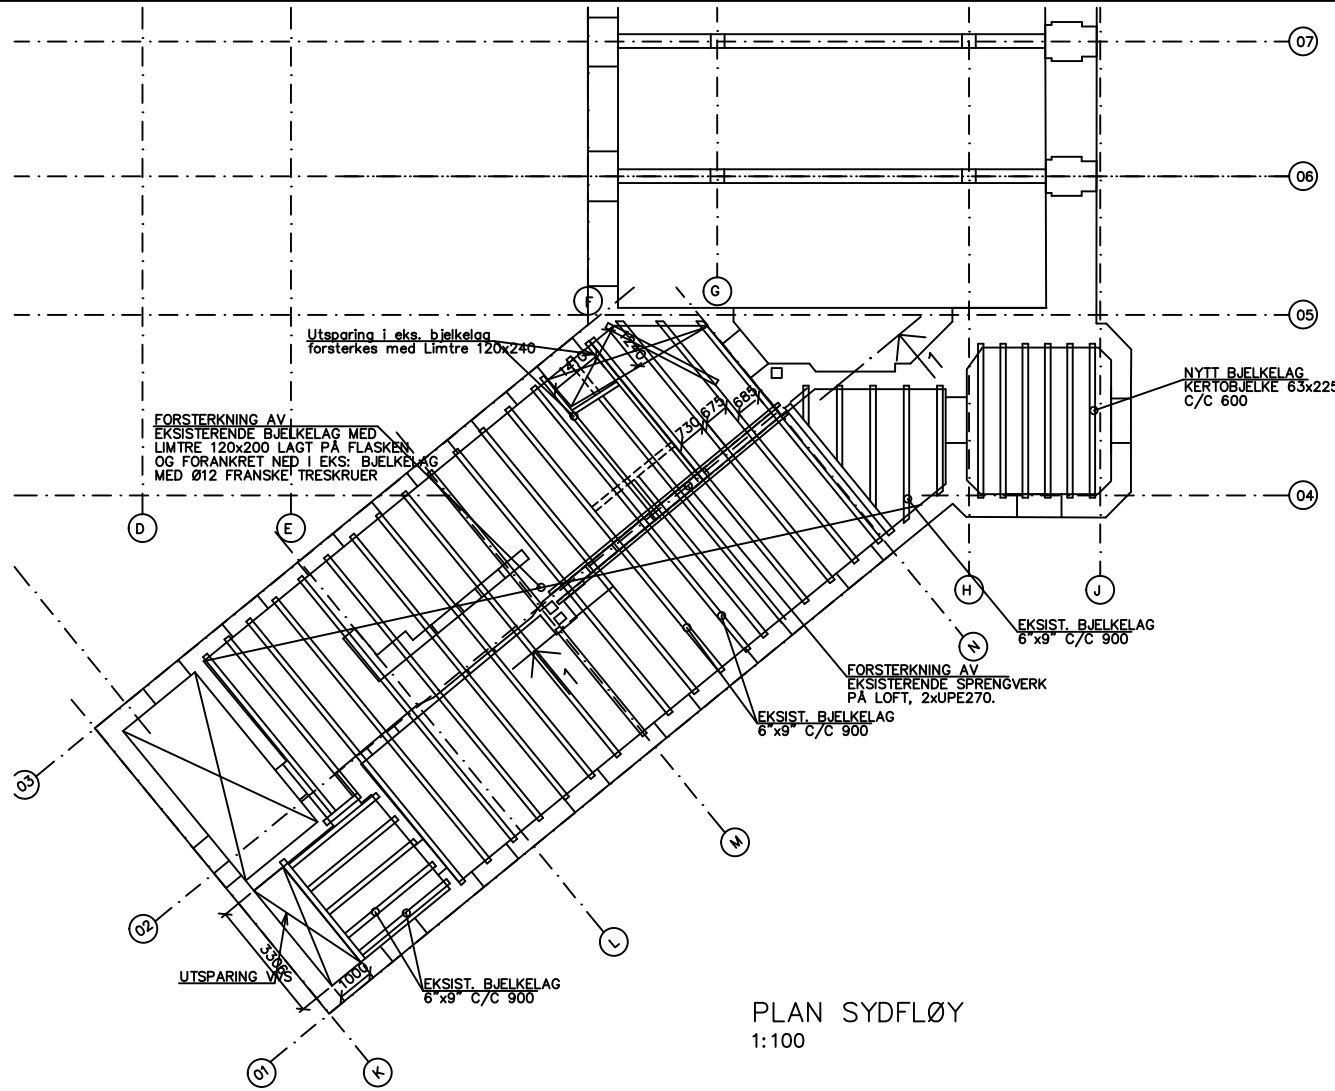 07
06
G
F
05
Utsparing i eks. bjelkelag
forsterkes med Limtre 120x240
1
NYTT BJELKELAG
KERTOBJELKE 63x225
C/C 600
FORSTERKNING AV
EKSISTERENDE BJELKELAG MED
LIMTRE 120x200 LAGT PÅ FLASKEN
OG FORANKRET NED I EKS: BJELKELAG
MED Ø12 FRANSKE TRESKRUER
730
675
685
04
D
E
H
J
EKSIST. BJELKELAG
6"x9" C/C 900
N
FORSTERKNING AV
EKSISTERENDE SPRENGVERK
PÅ LOFT, 2xUPE270.
1
EKSIST. BJELKELAG
6"x9" C/C 900
03
M
02
L
3306
1000
UTSPARING VVS
EKSIST. BJELKELAG
6"x9" C/C 900
PLAN SYDFLØY
1:100
01
K